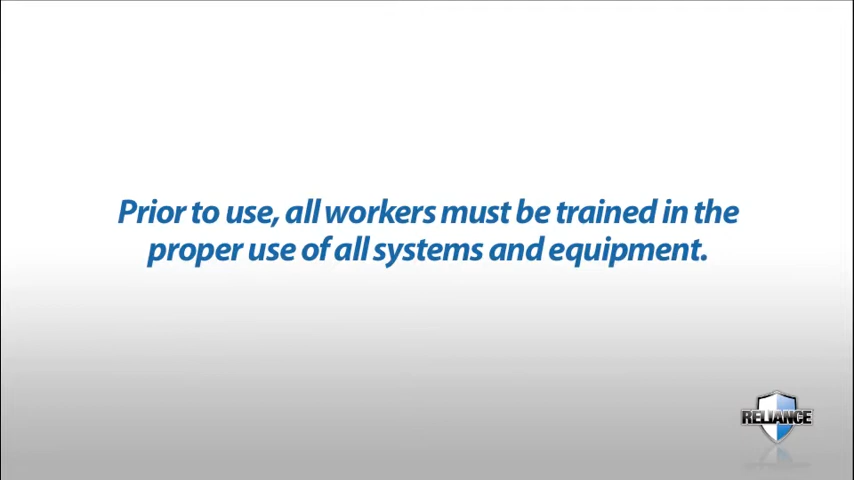 Prior to use, all workers must be trained in the
proper use of all systems and equipment.
RELIANCE